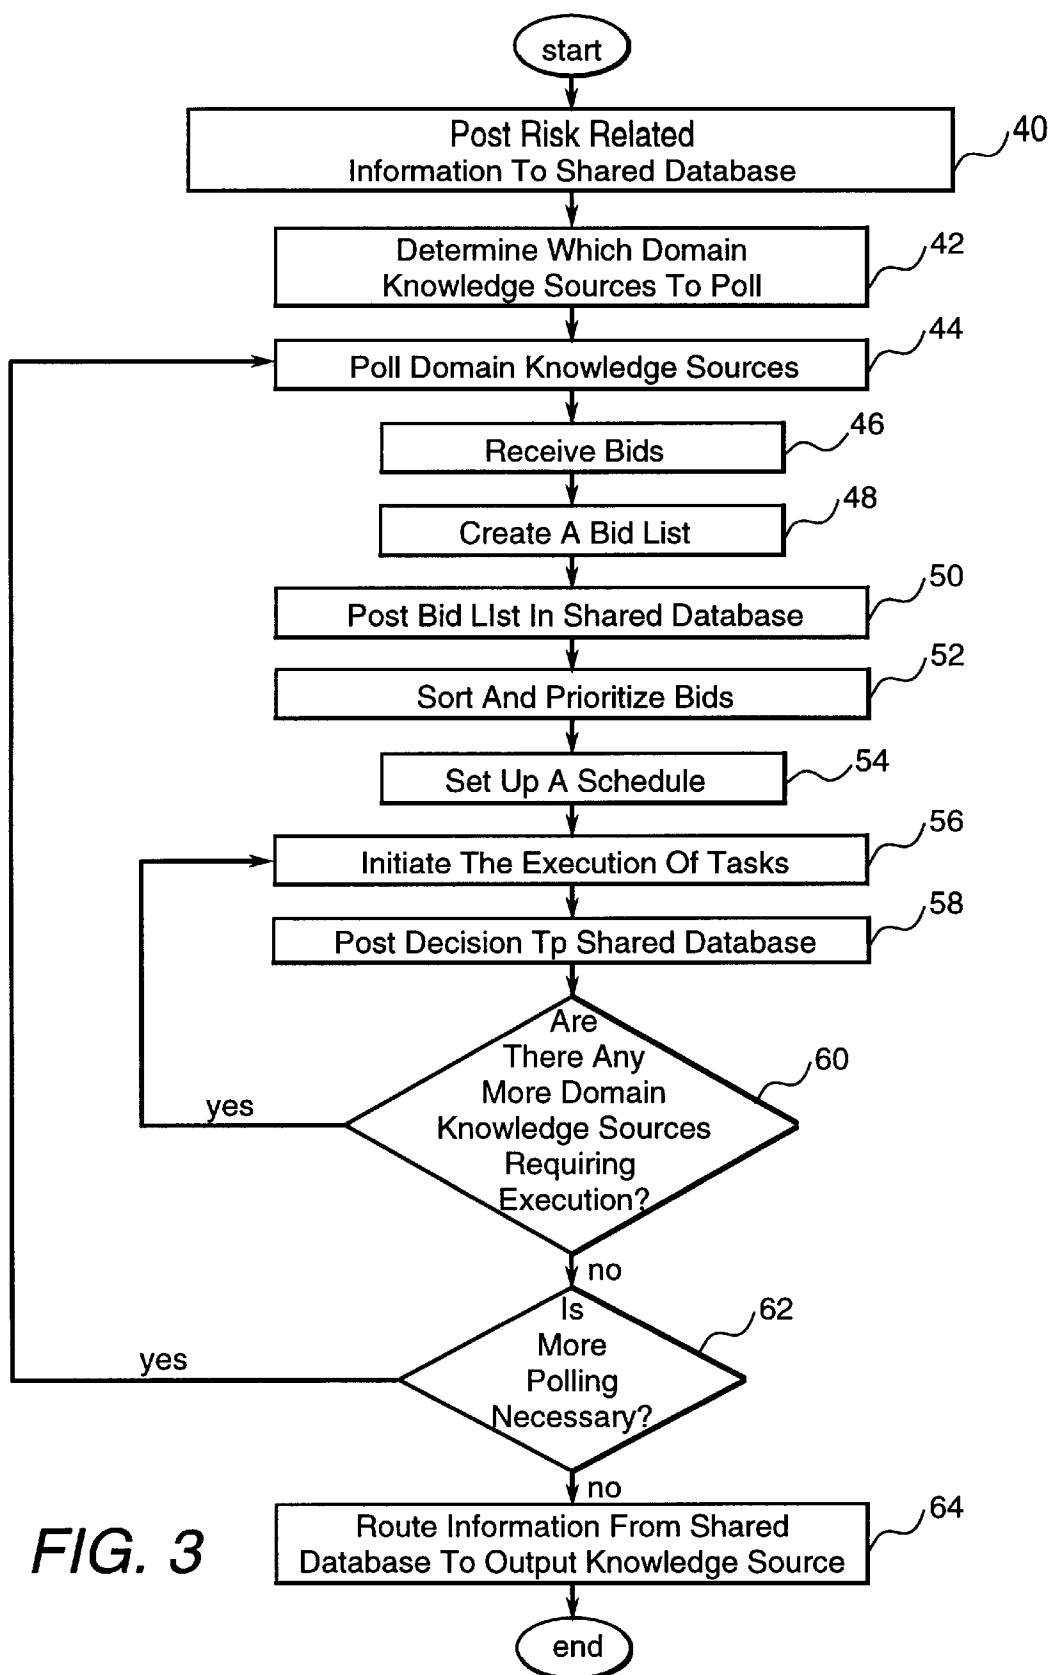 start
Post Risk Related
Information To Shared Database
40
Determine Which Domain
Knowledge Sources To Poll
42
44
Poll Domain Knowledge Sources
46
Receive Bids
48
Create A Bid List
50
Post Bid LIst In Shared Database
52
Sort And Prioritize Bids
54
Set Up A Schedule
56
Initiate The Execution Of Tasks
58
Post Decision Tp Shared Database
Are
There Any
More Domain
Knowledge Sources
Requiring
Execution?
60
yes
no
Is
More
Polling
Necessary?
62
yes
no
Route Information From Shared
Database To Output Knowledge Source
64
FIG. 3
end